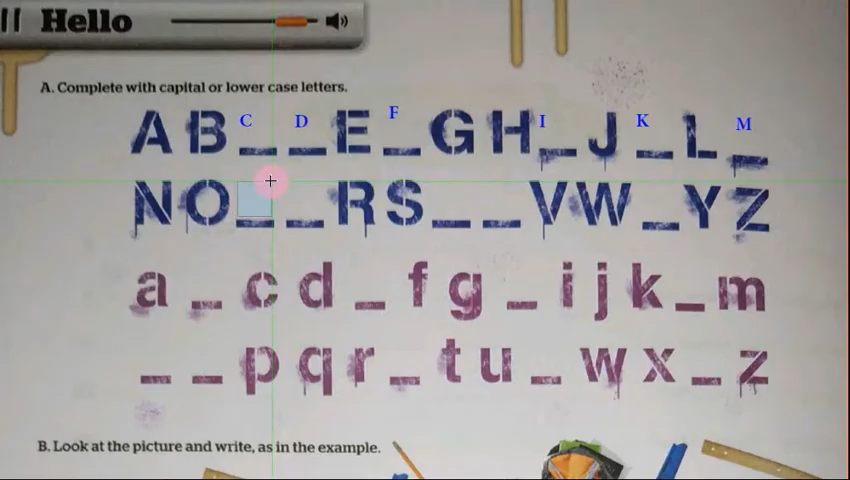 Hello
A. Complete with capital or lower case letters.
A B C D E F G H I J K L M
N O _ _ R S _ _ V W _ Y Z
a _ c d _ f g _ i j k _ m
_ _ p q r _ t u _ w x _ z
B. Look at the picture and write, as in the example.